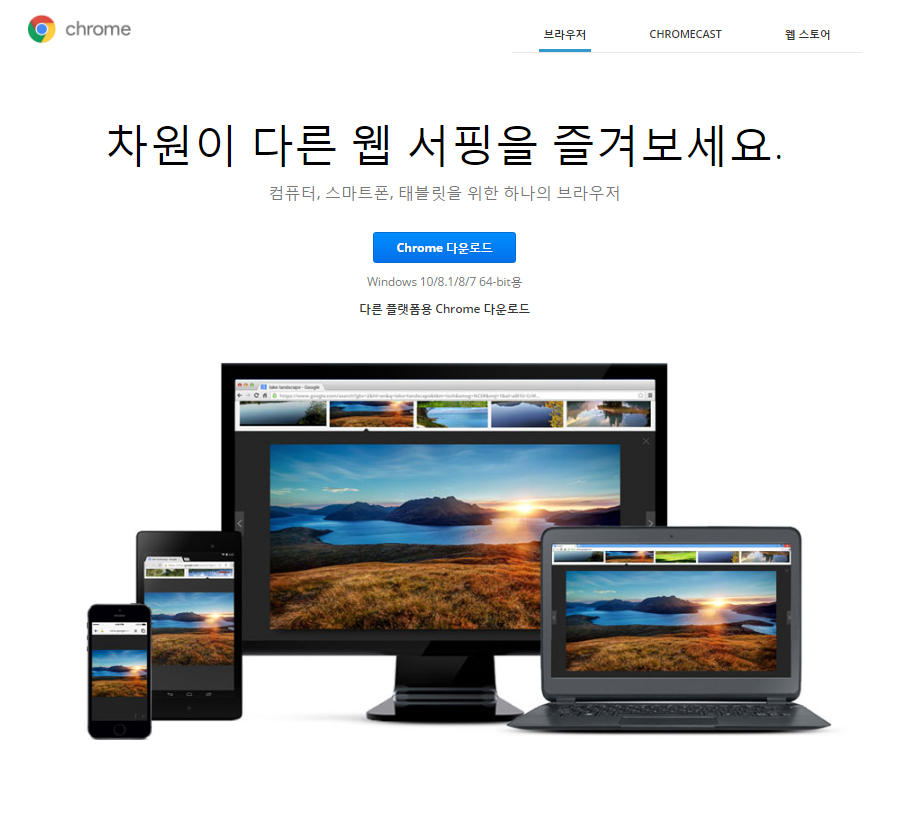 chrome
브라우저
CHROMECAST
웹 스토어
차원이 다른 웹 서핑을 즐겨보세요.
컴퓨터, 스마트폰, 태블릿을 위한 하나의 브라우저
Chrome 다운로드
Windows 10/8.1/8/7 64-bit용
다른 플랫폼용 Chrome 다운로드
lake landscape - Google